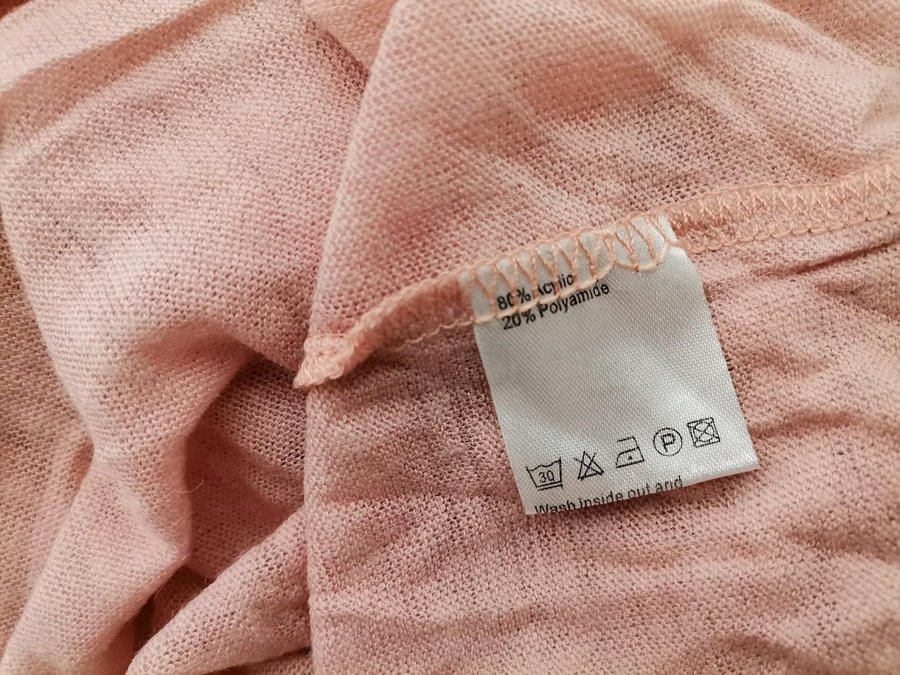 80% Acrylic
20% Polyamide
30 P
Wash inside out and